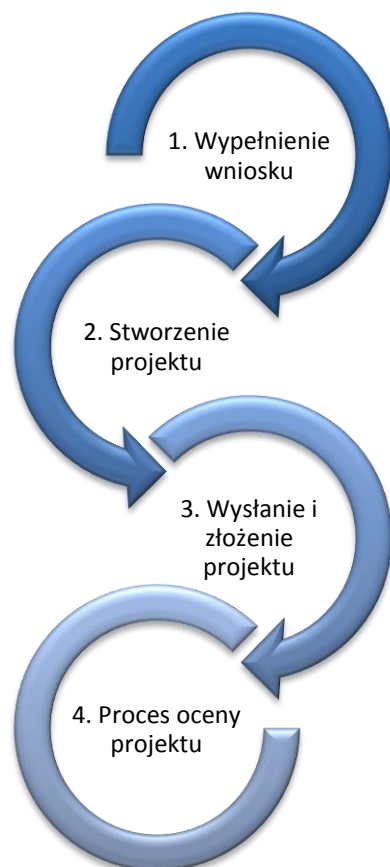 1. Wypełnienie
wniosku
2. Stworzenie
projektu
3. Wysłanie i
złożenie
projektu
4. Proces oceny
projektu